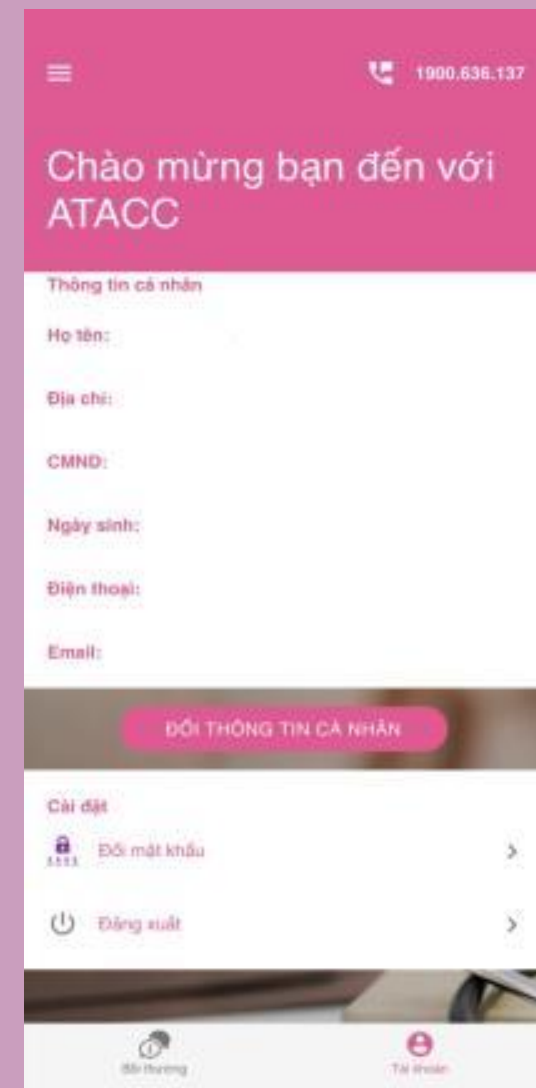 1900.636.137
Chào mừng bạn đến với
ATACC
Thông tin cá nhân
Họ tên:
Địa chỉ:
CMND:
Ngày sinh:
Điện thoại:
Email:
ĐỔI THÔNG TIN CÁ NHÂN
Cài đặt
Đổi mật khẩu
Đăng xuất
Bồi thường
Tài khoản